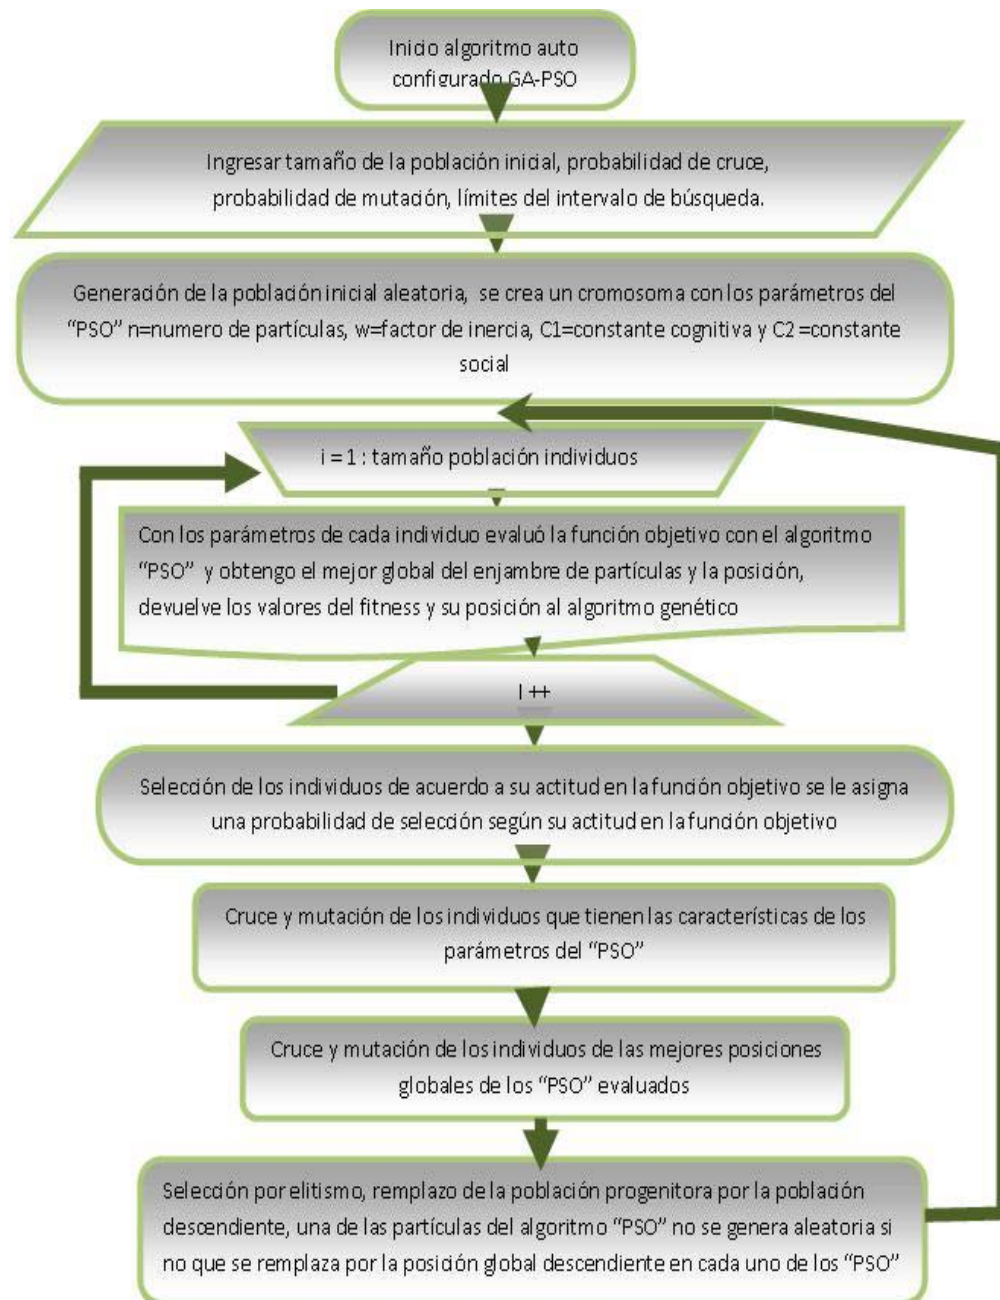 Inicio algoritmo auto
configurado GA-PSO
Ingresar tamaño de la población inicial, probabilidad de cruce,
probabilidad de mutación, límites del intervalo de búsqueda.
Generación de la población inicial aleatoria, se crea un cromosoma con los parámetros del
“PSO” n=numero de partículas, w=factor de inercia, C1=constante cognitiva y C2 =constante
social
i = 1 : tamaño población individuos
Con los parámetros de cada individuo evaluó la función objetivo con el algoritmo
“PSO” y obtengo el mejor global del enjambre de partículas y la posición,
devuelve los valores del fitness y su posición al algoritmo genético
I ++
Selección de los individuos de acuerdo a su actitud en la función objetivo se le asigna
una probabilidad de selección según su actitud en la función objetivo
Cruce y mutación de los individuos que tienen las características de los
parámetros del “PSO”
Cruce y mutación de los individuos de las mejores posiciones
globales de los “PSO” evaluados
Selección por elitismo, remplazo de la población progenitora por la población
descendiente, una de las partículas del algoritmo “PSO” no se genera aleatoria si
no que se remplaza por la posición global descendiente en cada uno de los “PSO”